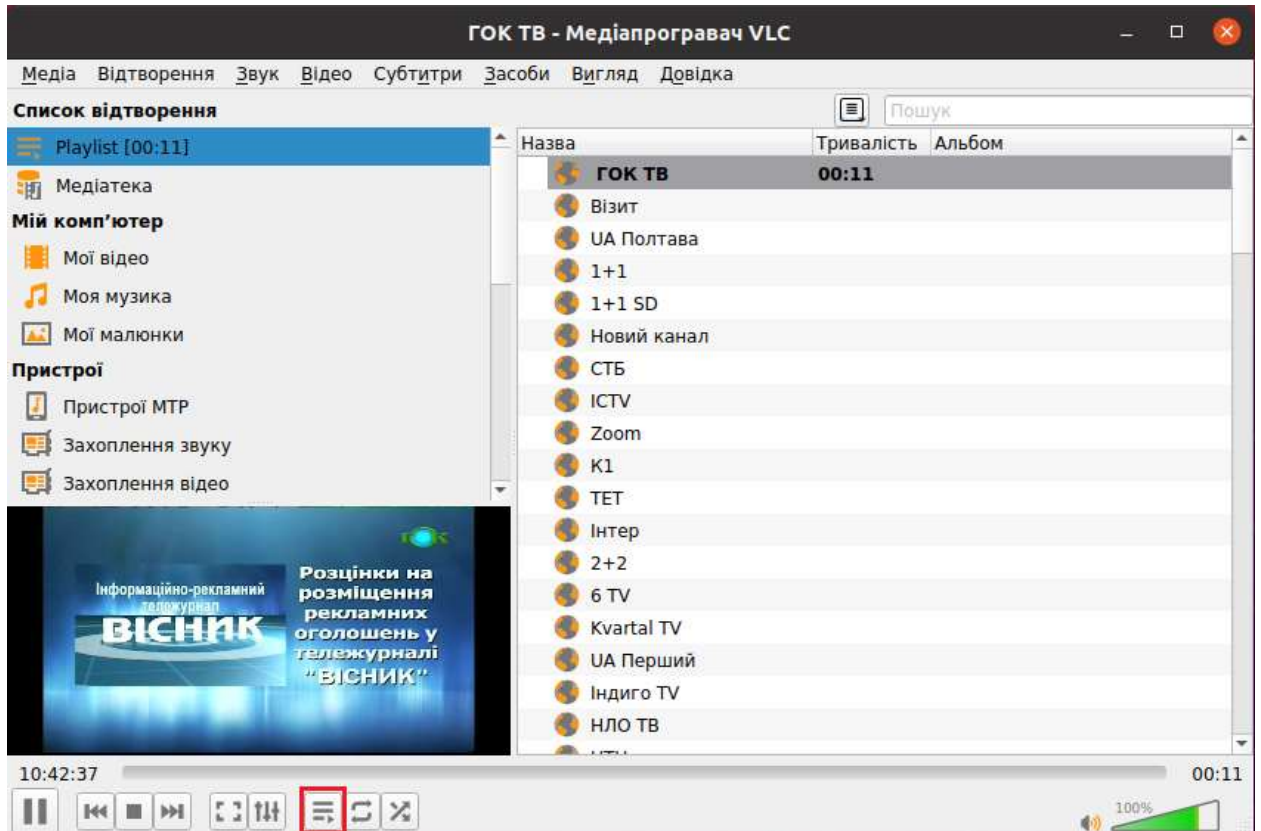 ГОК ТВ - Медіапрогравач VLC
Медіа Відтворення Звук Відео Субтитри Засоби Вигляд Довідка
Список відтворення
Пошук
Playlist [00:11]
Медіатека
Мій комп’ютер
Мої відео
Моя музика
Мої малюнки
Пристрої
Пристрої MTP
Захоплення звуку
Захоплення відео
Назва Тривалість Альбом
ГОК ТВ 00:11
Візит
UA Полтава
1+1
1+1 SD
Новий канал
СТБ
ICTV
Zoom
К1
ТЕТ
Інтер
2+2
6 TV
Kvartal TV
UA Перший
Індиго TV
НЛО ТВ
ГОК
Інформаційно-рекламний
тележурнал
ВІСНИК
Розцінки на
розміщення
рекламних
оголошень у
тележурналі
"ВІСНИК"
10:42:37 00:11
100%